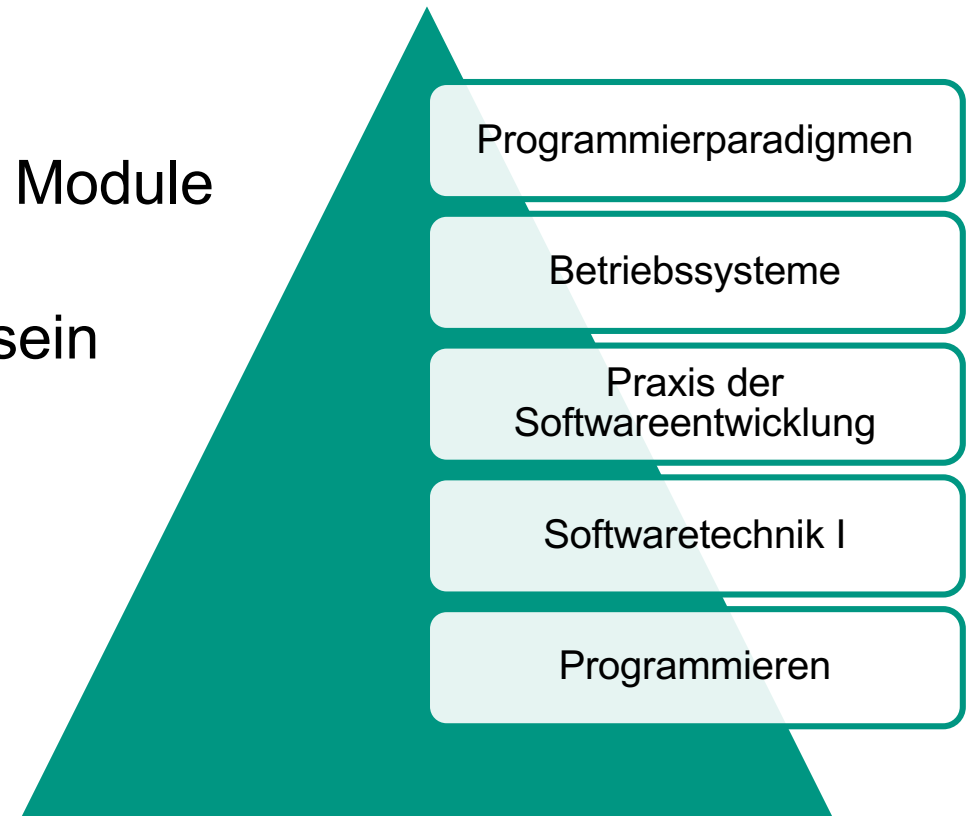 Module
sein
Programmierparadigmen
Betriebssysteme
Praxis der
Softwareentwicklung
Softwaretechnik I
Programmieren